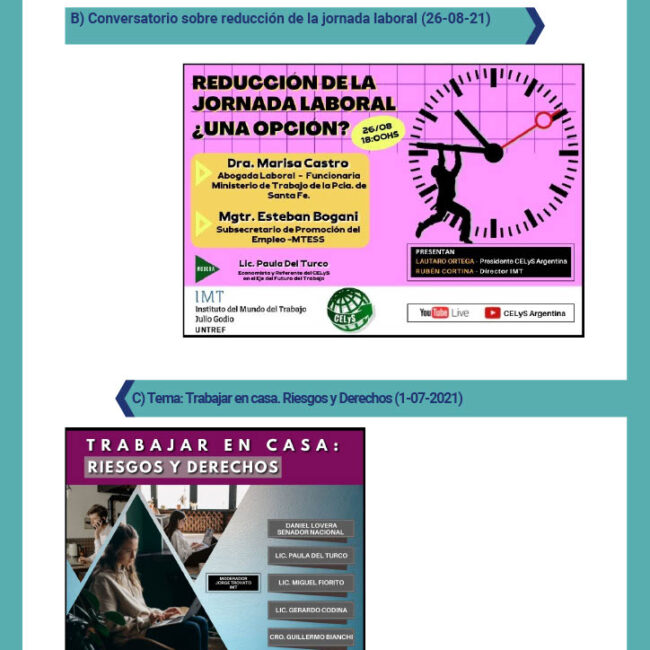 B) Conversatorio sobre reducción de la jornada laboral (26-08-21)
REDUCCIÓN DE LA
JORNADA LABORAL
¿UNA OPCIÓN?
26/08
18:00HS
Dra. Marisa Castro
Abogada Laboral - Funcionaria
Ministerio de Trabajo de la Pcia. de
Santa Fe.
Mgtr. Esteban Bogani
Subsecretario de Promoción del
Empleo -MTESS
MODERA
Lic. Paula Del Turco
Economista y Referente del CELyS
en el Eje del Futuro del Trabajo
PRESENTAN
LAUTARO ORTEGA - Presidente CELyS Argentina
RUBÉN CORTINA - Director IMT
IMT
Instituto del Mundo del Trabajo
Julio Godio
UNTREF
CELyS
YouTube Live
CELyS Argentina
C) Tema: Trabajar en casa. Riesgos y Derechos (1-07-2021)
TRABAJAR EN CASA:
RIESGOS Y DERECHOS
DANIEL LOVERA
SENADOR NACIONAL
LIC. PAULA DEL TURCO
MODERADOR
JORGE TROVATO
IMT
LIC. MIGUEL FIORITO
LIC. GERARDO CODINA
CRO. GUILLERMO BIANCHI